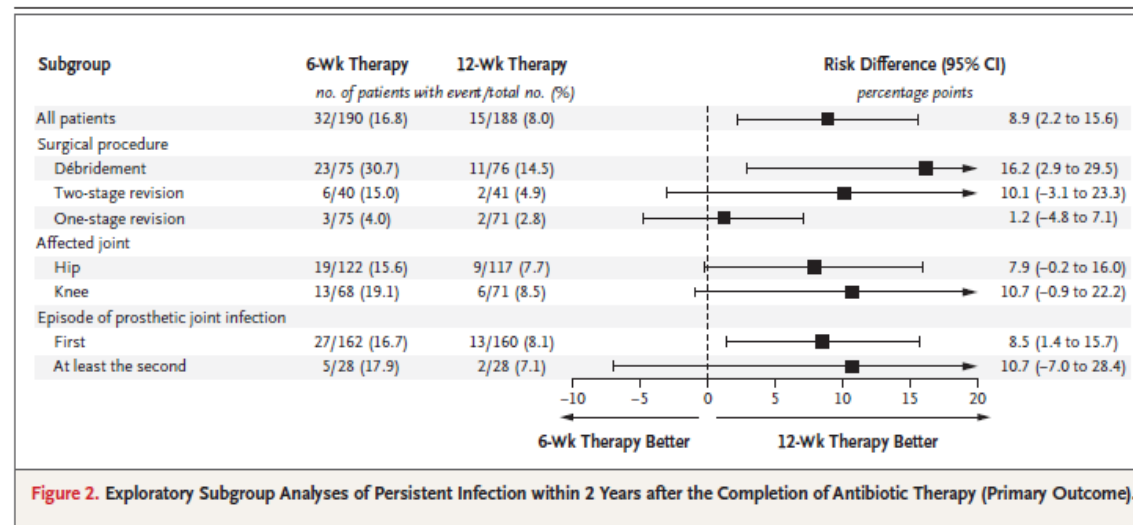 Subgroup 6-Wk Therapy 12-Wk Therapy Risk Difference (95% CI)
no. of patients with event/total no. (%) percentage points
All patients 32/190 (16.8) 15/188 (8.0) 8.9 (2.2 to 15.6)
Surgical procedure
Débridement 23/75 (30.7) 11/76 (14.5) 16.2 (2.9 to 29.5)
Two-stage revision 6/40 (15.0) 2/41 (4.9) 10.1 (−3.1 to 23.3)
One-stage revision 3/75 (4.0) 2/71 (2.8) 1.2 (−4.8 to 7.1)
Affected joint
Hip 19/122 (15.6) 9/117 (7.7) 7.9 (−0.2 to 16.0)
Knee 13/68 (19.1) 6/71 (8.5) 10.7 (−0.9 to 22.2)
Episode of prosthetic joint infection
First 27/162 (16.7) 13/160 (8.1) 8.5 (1.4 to 15.7)
At least the second 5/28 (17.9) 2/28 (7.1) 10.7 (−7.0 to 28.4)
−10 −5 0 5 10 15 20
6-Wk Therapy Better 12-Wk Therapy Better
Figure 2. Exploratory Subgroup Analyses of Persistent Infection within 2 Years after the Completion of Antibiotic Therapy (Primary Outcome).